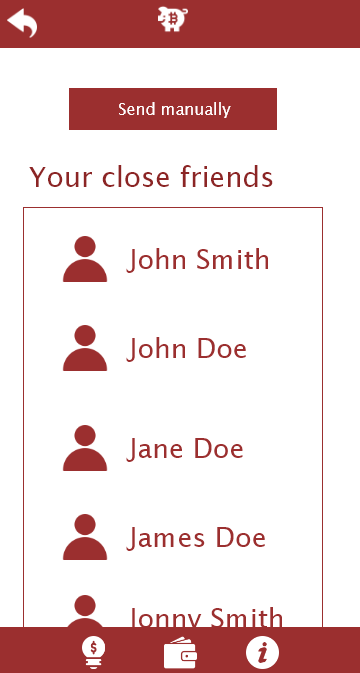 Send manually
Your close friends
John Smith
John Doe
Jane Doe
James Doe
Jonny Smith